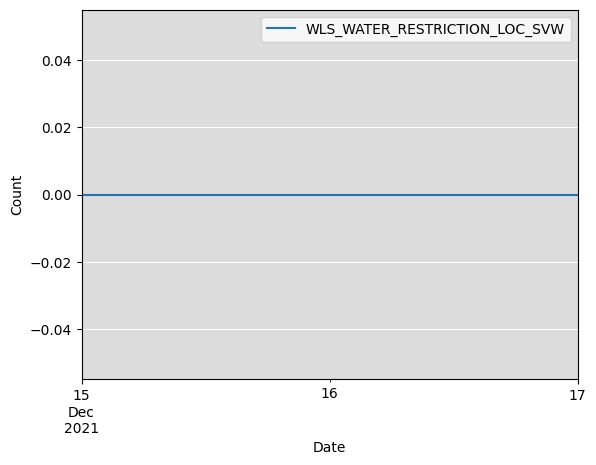 WLS_WATER_RESTRICTION_LOC_SVW
0.04
0.02
0.00
−0.02
−0.04
Count
15
16
17
Dec
2021
Date